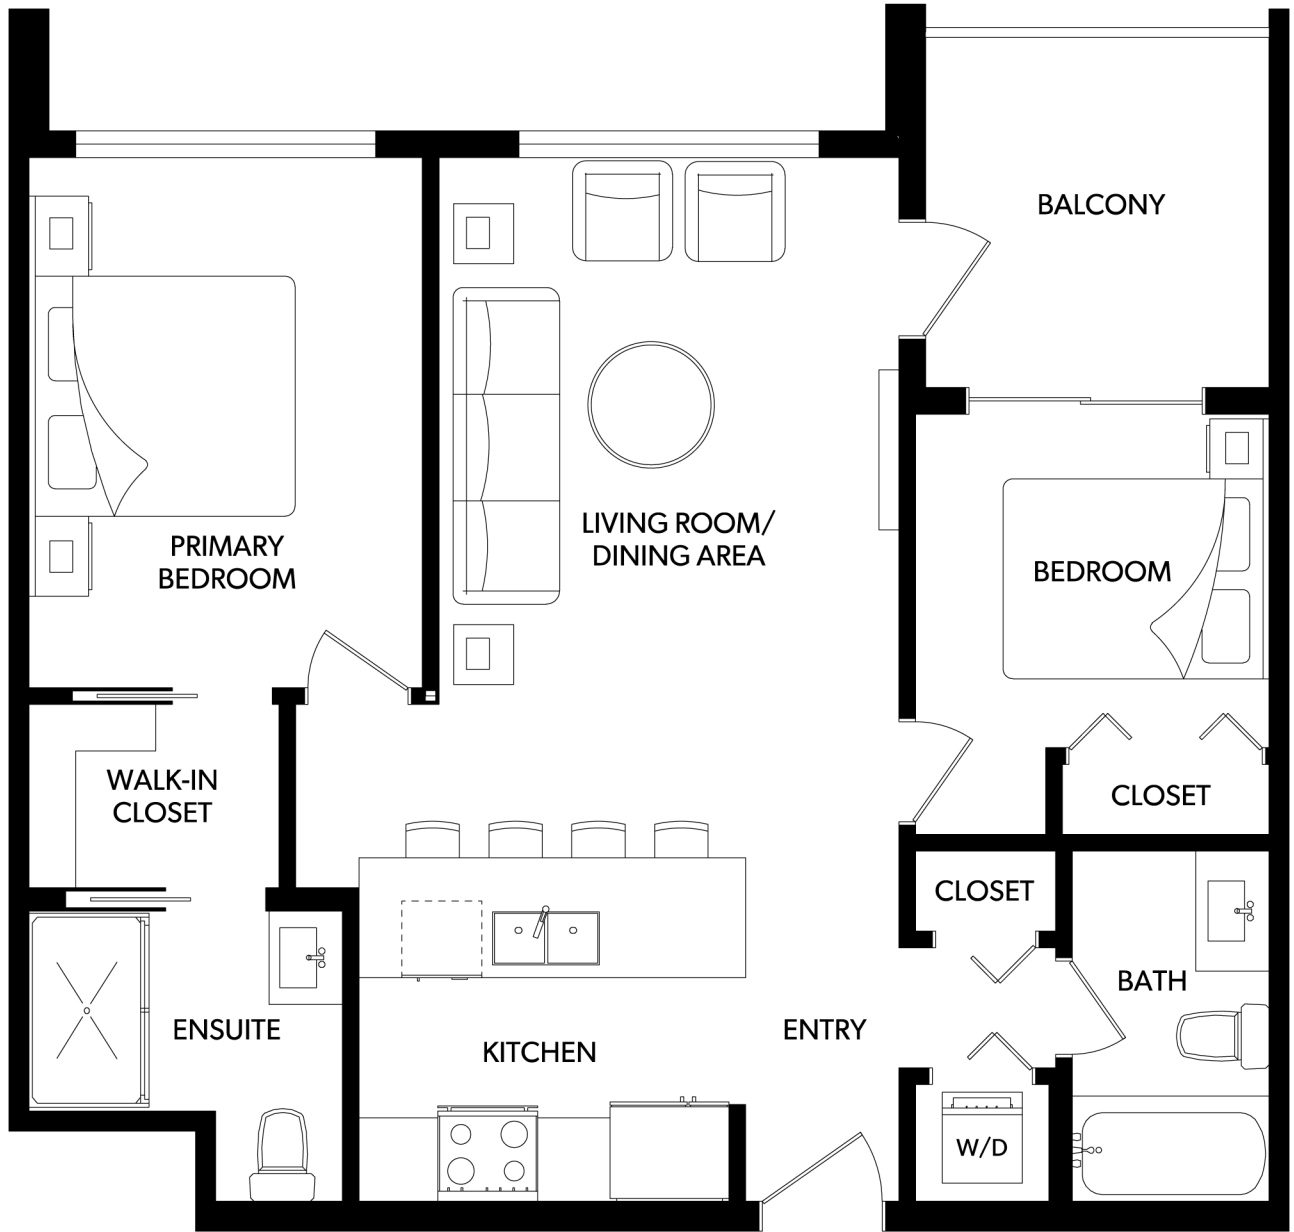 BALCONY
LIVING ROOM/
DINING AREA
PRIMARY
BEDROOM
BEDROOM
WALK-IN
CLOSET
CLOSET
CLOSET
BATH
ENSUITE
KITCHEN
ENTRY
W/D